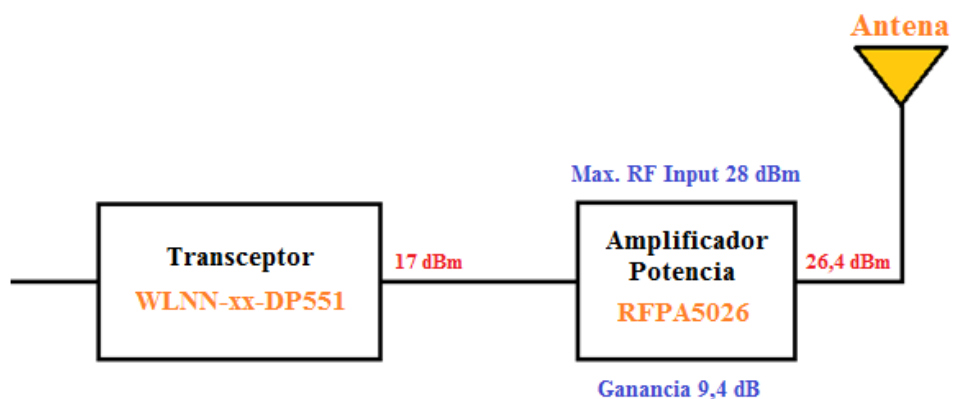 Antena
Max. RF Input 28 dBm
Transceptor
WLNN-xx-DP551
17 dBm
Amplificador
Potencia
RFPA5026
26,4 dBm
Ganancia 9,4 dB